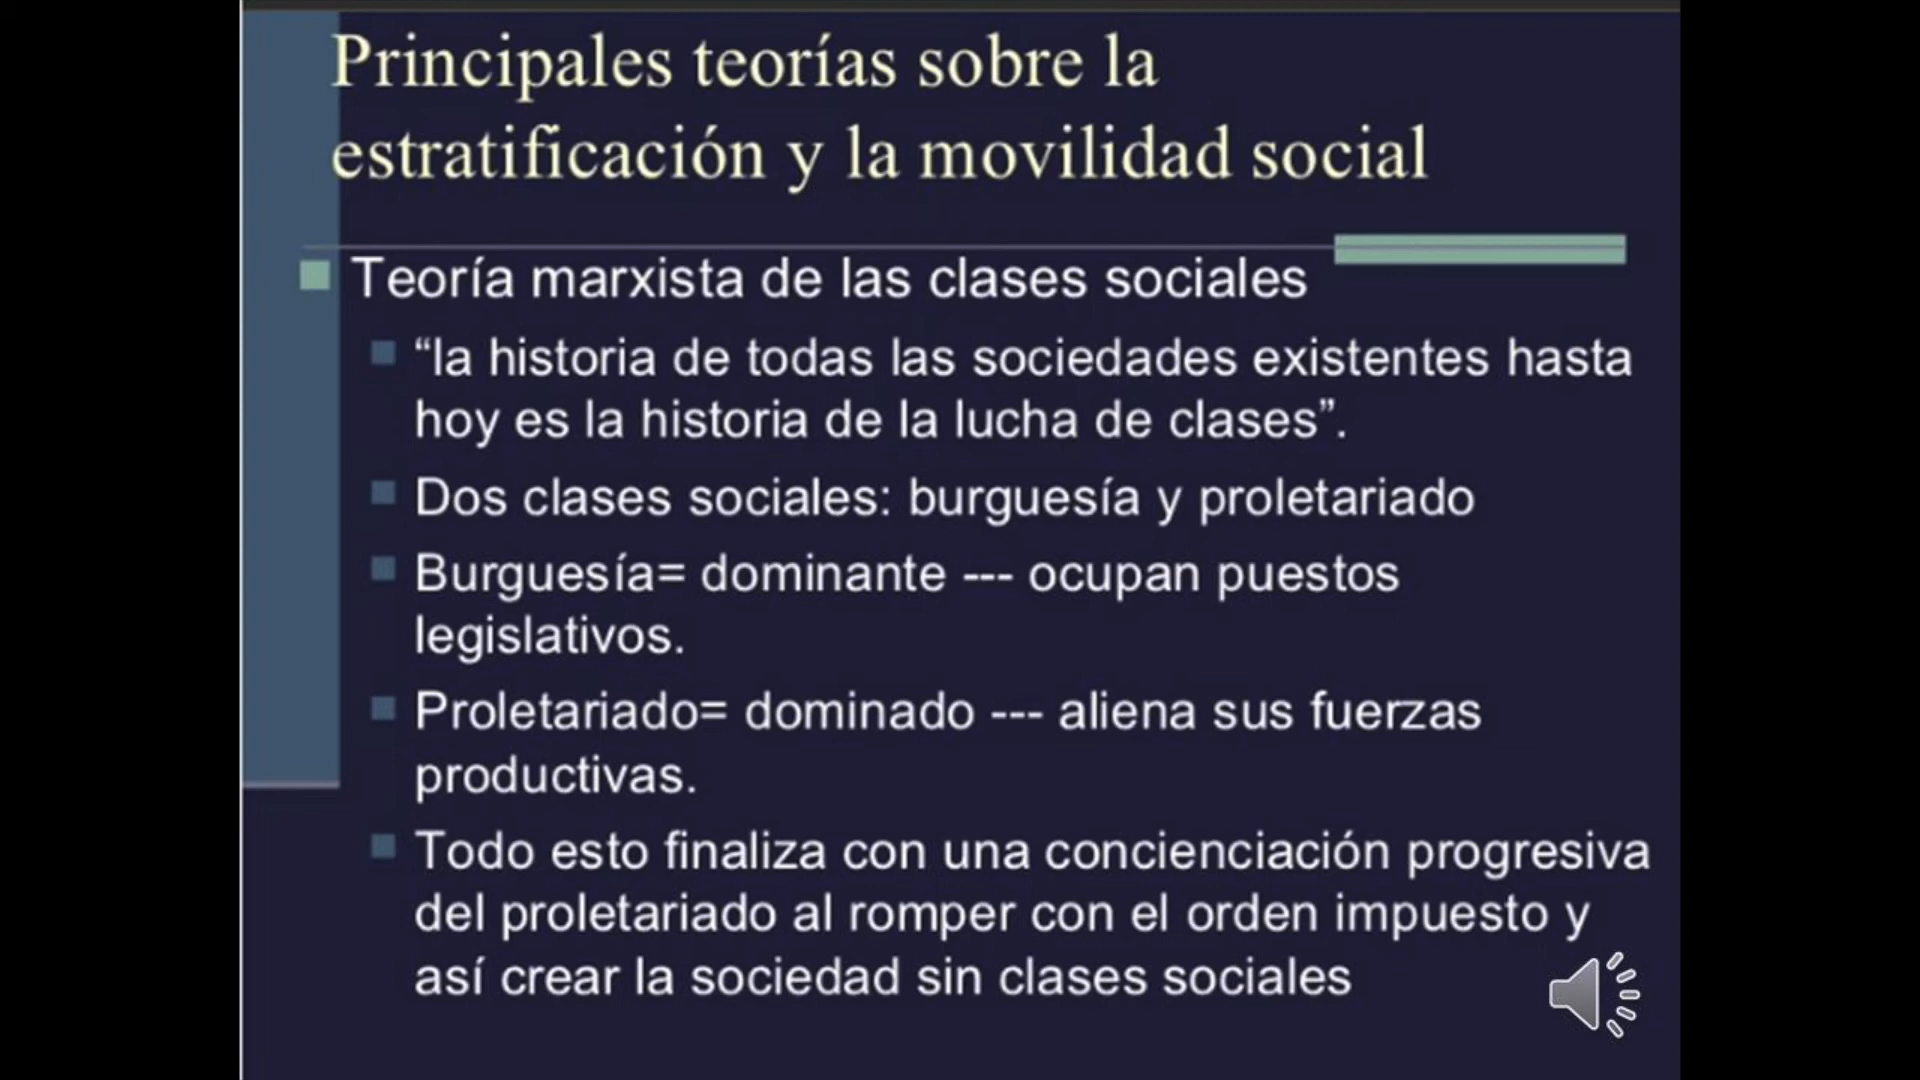 Principales teorías sobre la
estratificación y la movilidad social
Teoría marxista de las clases sociales
“la historia de todas las sociedades existentes hasta
hoy es la historia de la lucha de clases”.
Dos clases sociales: burguesía y proletariado
Burguesía= dominante --- ocupan puestos
legislativos.
Proletariado= dominado --- aliena sus fuerzas
productivas.
Todo esto finaliza con una concienciación progresiva
del proletariado al romper con el orden impuesto y
así crear la sociedad sin clases sociales